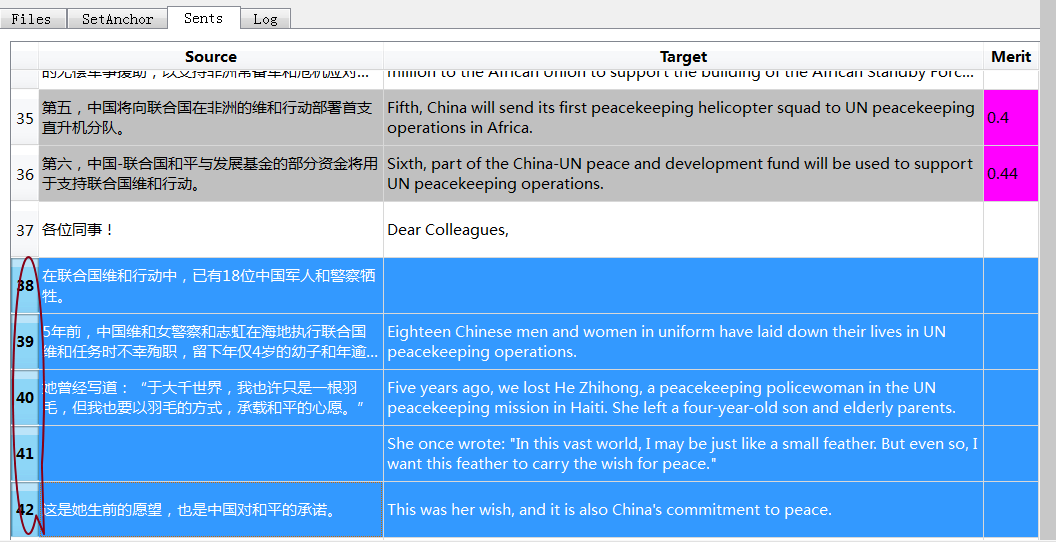 Files SetAnchor Sents Log
Source Target Merit
的无偿军事援助，以支持非洲常备军和危机应对... million to the African Union to support the building of the African Standby Forc...
35
第五，中国将向联合国在非洲的维和行动部署首支
直升机分队。
Fifth, China will send its first peacekeeping helicopter squad to UN peacekeeping
operations in Africa.
0.4
36
第六，中国-联合国和平与发展基金的部分资金将用
于支持联合国维和行动。
Sixth, part of the China-UN peace and development fund will be used to support
UN peacekeeping operations.
0.44
37
各位同事！
Dear Colleagues,
38
在联合国维和行动中，已有18位中国军人和警察牺
牲。
39
5年前，中国维和女警察和志虹在海地执行联合国
维和任务时不幸殉职，留下年仅4岁的幼子和年逾...
Eighteen Chinese men and women in uniform have laid down their lives in UN
peacekeeping operations.
40
她曾经写道：“于大千世界，我也许只是一根羽
毛，但我也要以羽毛的方式，承载和平的心愿。”
Five years ago, we lost He Zhihong, a peacekeeping policewoman in the UN
peacekeeping mission in Haiti. She left a four-year-old son and elderly parents.
41
She once wrote: "In this vast world, I may be just like a small feather. But even so, I
want this feather to carry the wish for peace."
42
这是她生前的愿望，也是中国对和平的承诺。
This was her wish, and it is also China's commitment to peace.